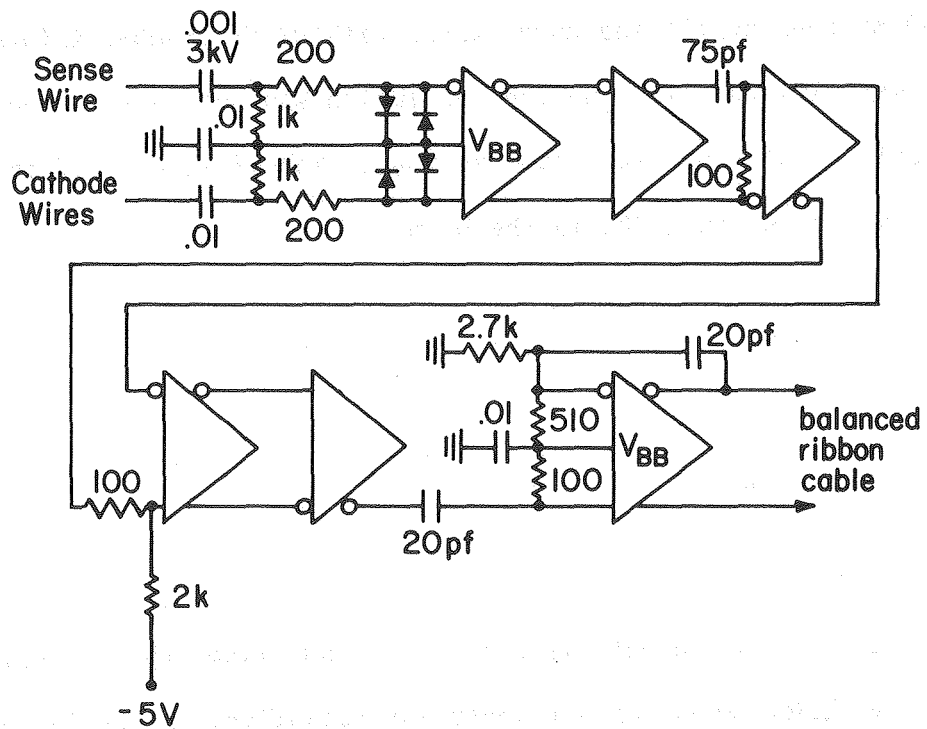 .001
3kV
200
75pf
Sense
Wire
.01
1k
V_BB
1k
100
Cathode
Wires
.01
200
2.7k
20pf
.01
510
balanced
ribbon
cable
V_BB
100
100
20pf
2k
-5V